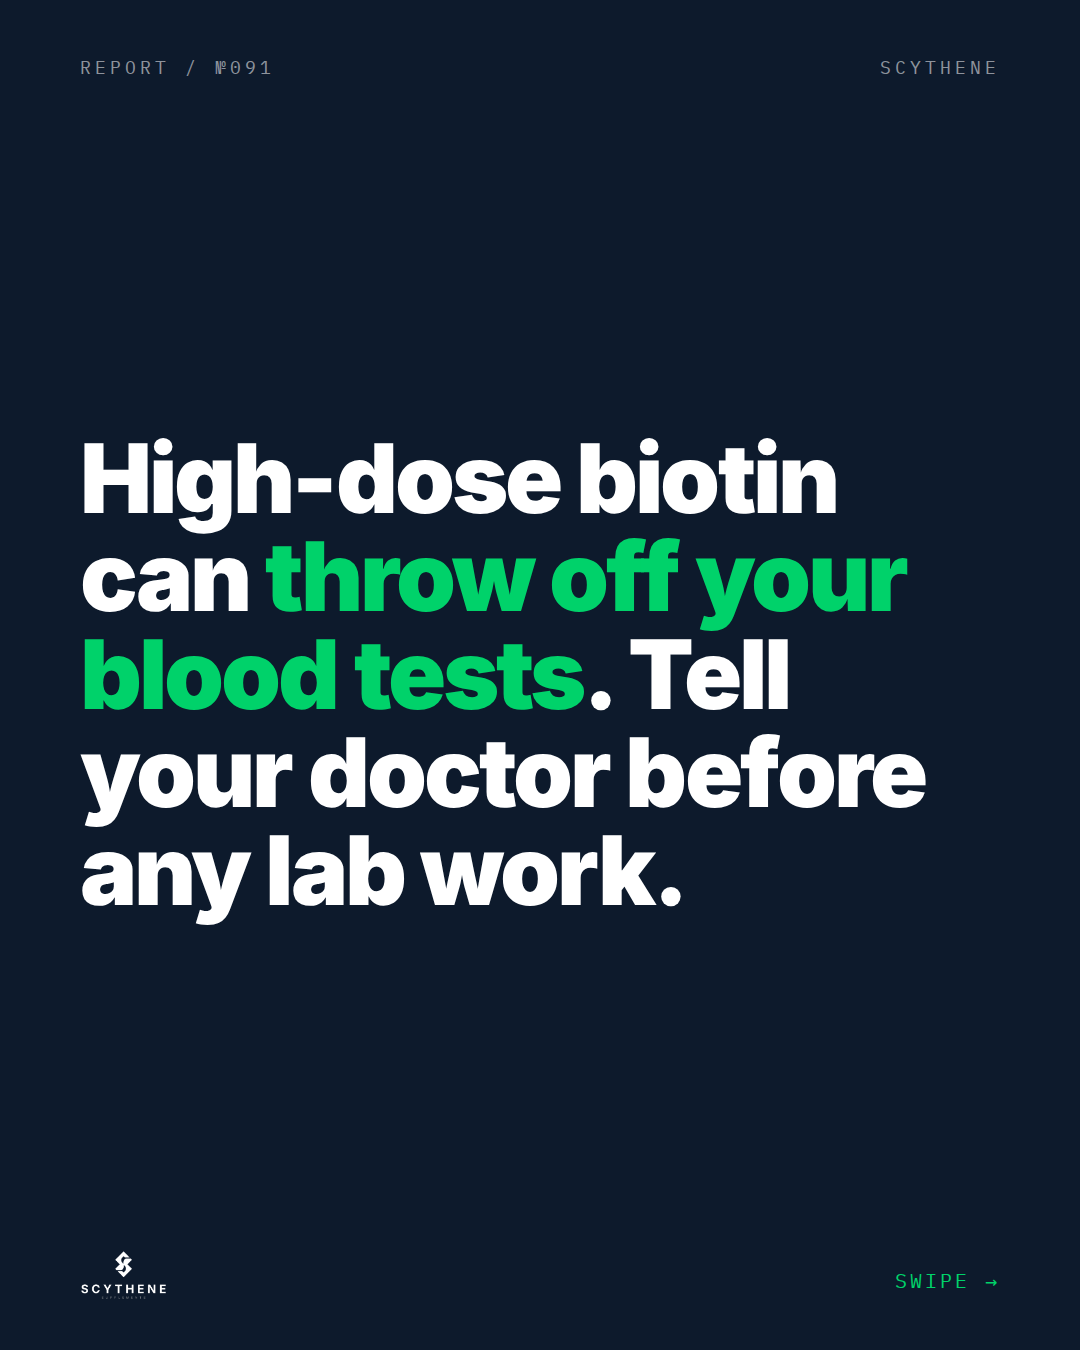 REPORT / №091
SCYTHENE
High-dose biotin
can throw off your
blood tests. Tell
your doctor before
any lab work.
SCYTHENE
SWIPE →